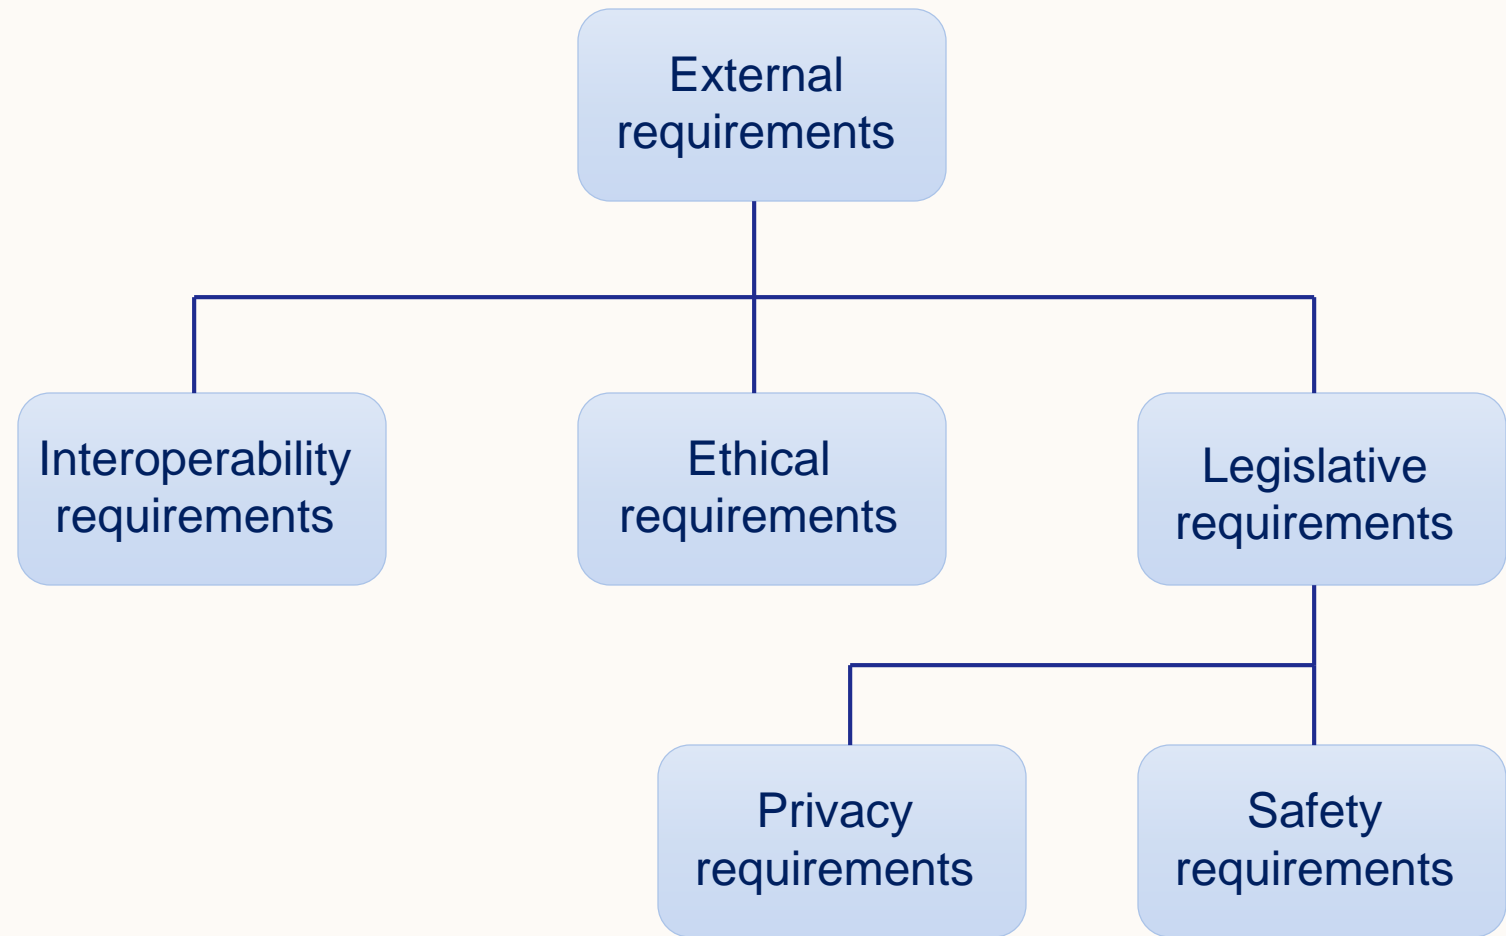 External
requirements
Interoperability
requirements
Ethical
requirements
Legislative
requirements
Privacy
requirements
Safety
requirements